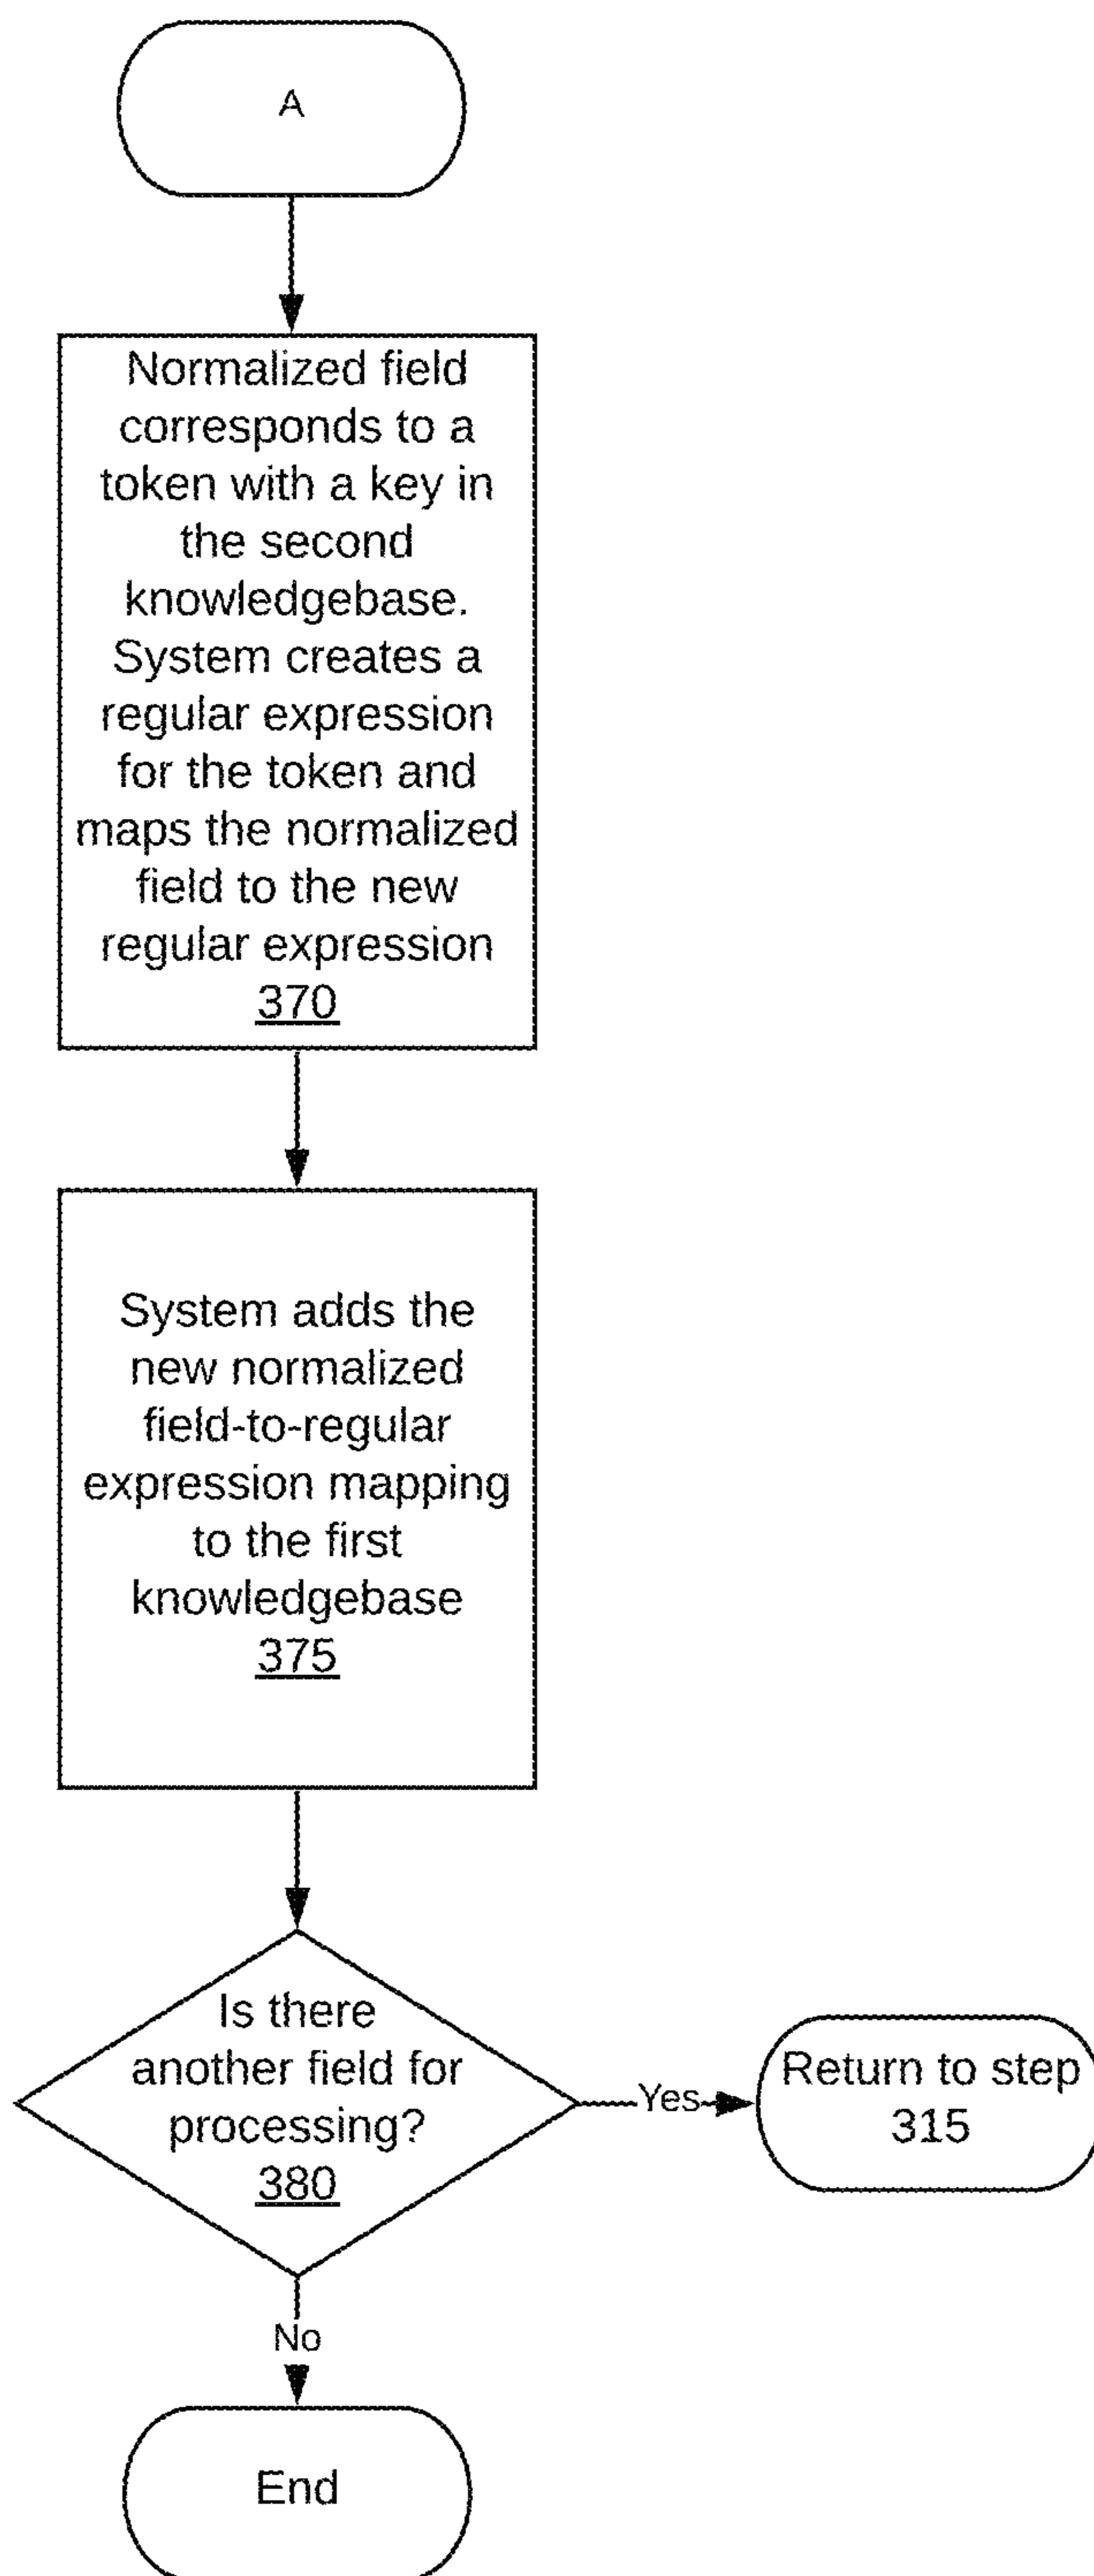 A
Normalized field
corresponds to a
token with a key in
the second
knowledgebase.
System creates a
regular expression
for the token and
maps the normalized
field to the new
regular expression
370
System adds the
new normalized
field-to-regular
expression mapping
to the first
knowledgebase
375
Is there
another field for
processing?
380
Yes
Return to step
315
No
End